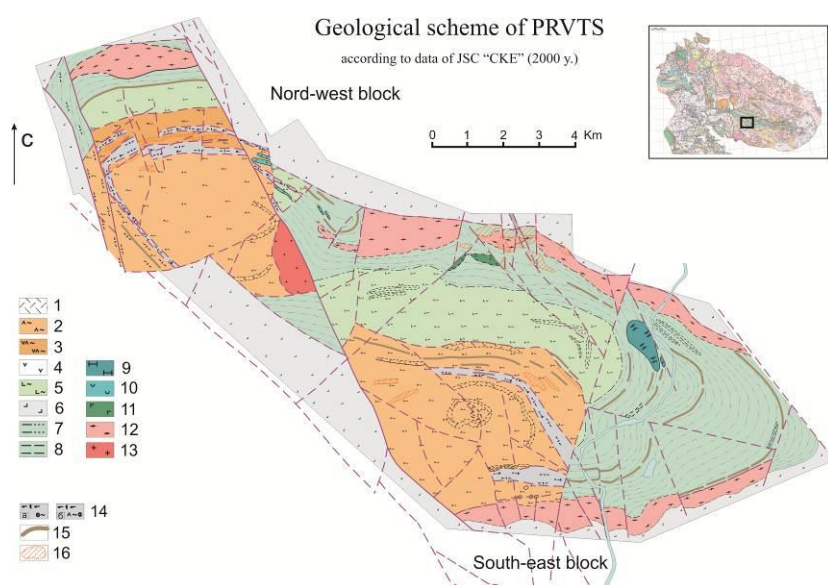 Geological scheme of PRVTS
according to data of JSC "CKE" (2000 y.)
Nord-west block
C
0 1 2 3 4 Km
1
2
3
4
5
6
7
8
9
10
11
12
13
14
15
16
South-east block